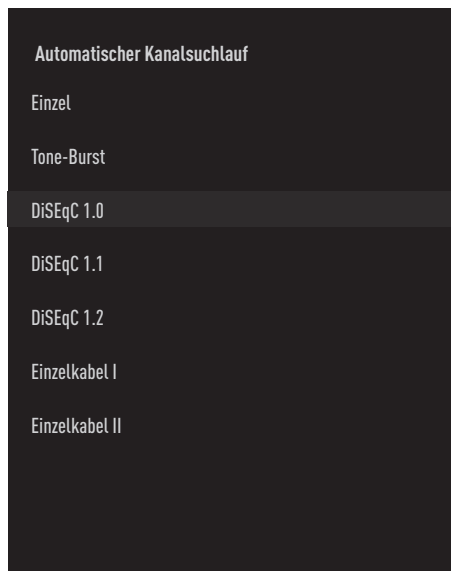 Automatischer Kanalsuchlauf
Einzel
Tone-Burst
DiSEqC 1.0
DiSEqC 1.1
DiSEqC 1.2
Einzelkabel I
Einzelkabel II